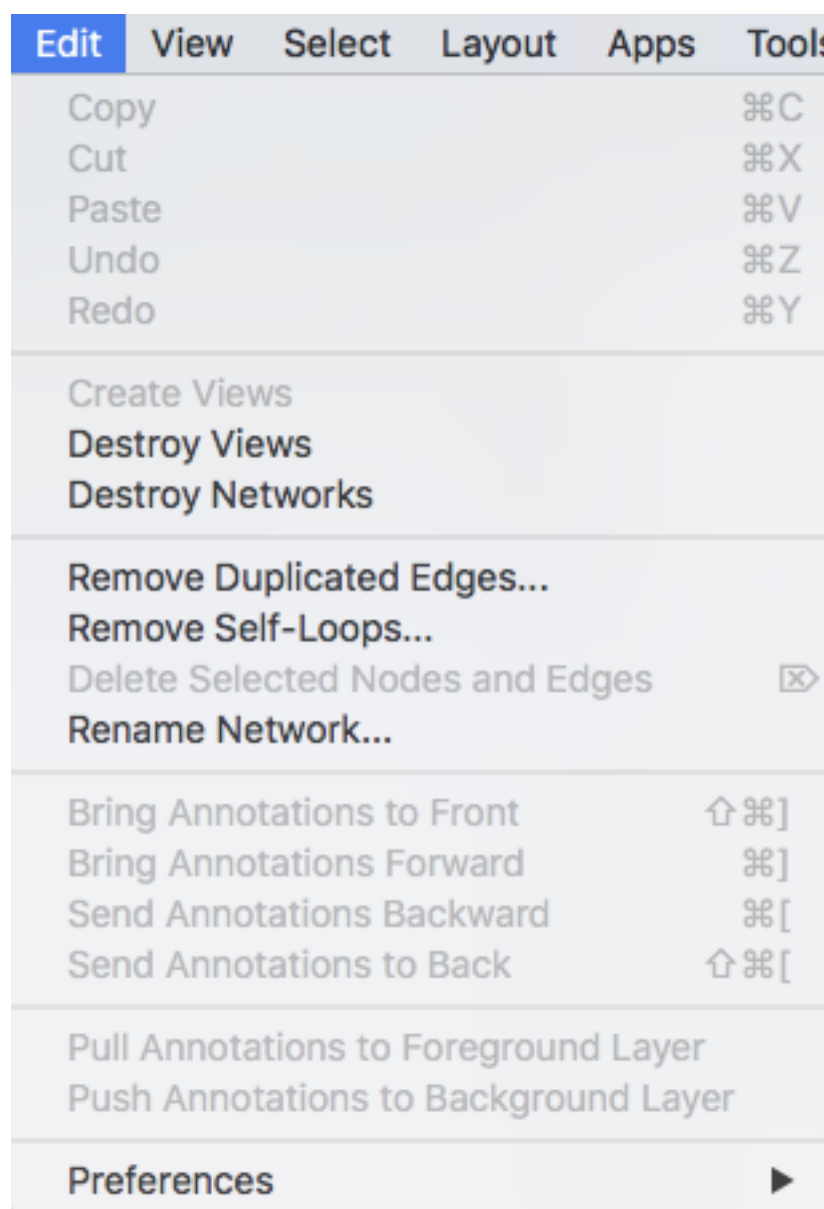 Edit View Select Layout Apps Tools
Copy ⌘C
Cut ⌘X
Paste ⌘V
Undo ⌘Z
Redo ⌘Y
Create Views
Destroy Views
Destroy Networks
Remove Duplicated Edges...
Remove Self-Loops...
Delete Selected Nodes and Edges ⌦
Rename Network...
Bring Annotations to Front ⇧⌘]
Bring Annotations Forward ⌘]
Send Annotations Backward ⌘[
Send Annotations to Back ⇧⌘[
Pull Annotations to Foreground Layer
Push Annotations to Background Layer
Preferences ▶